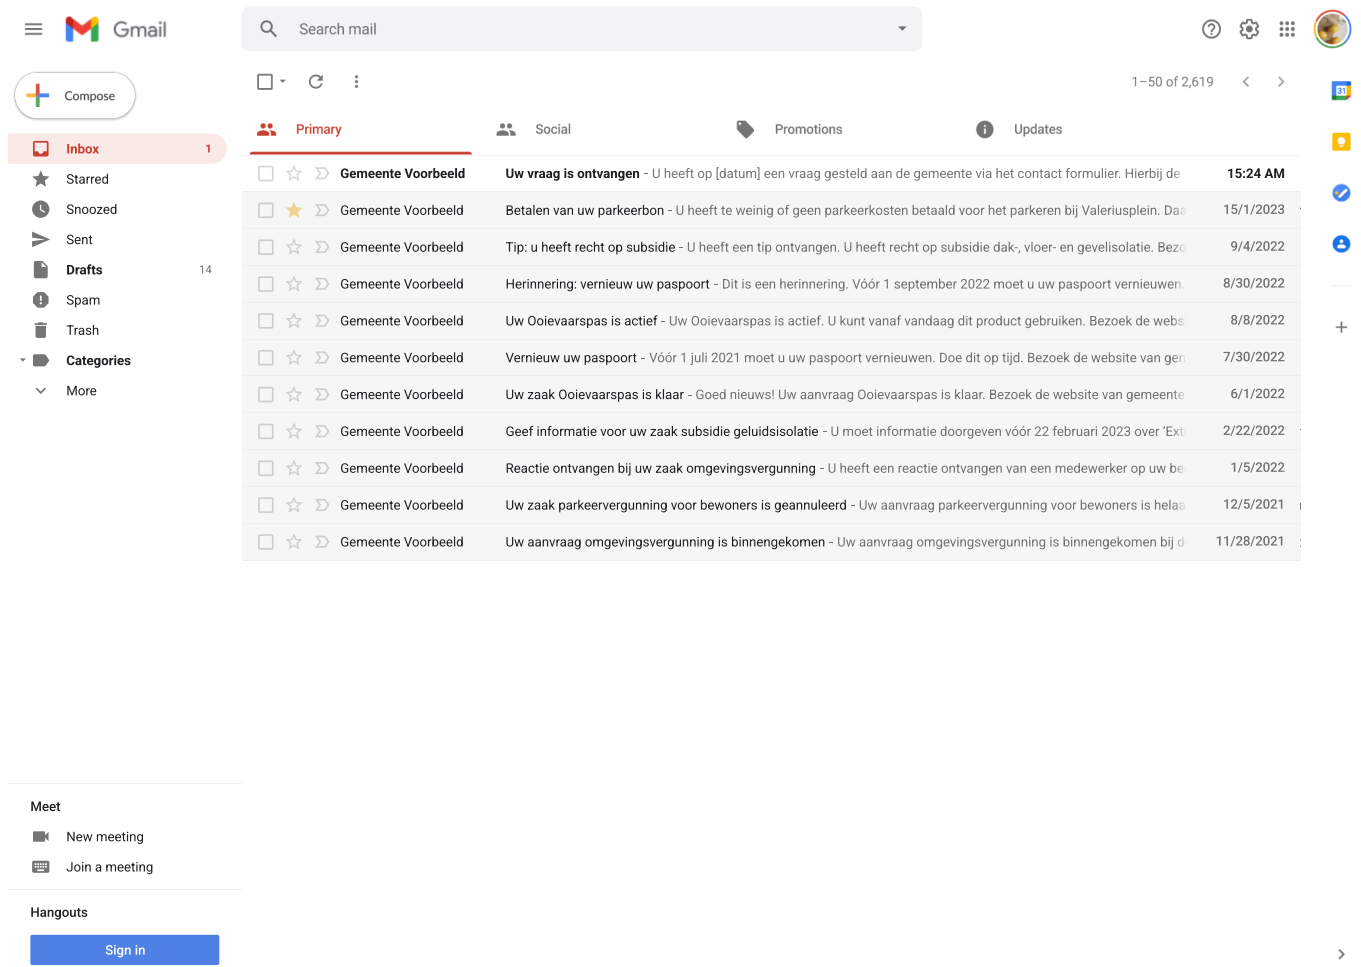 Gmail
Search mail
Compose
1–50 of 2,619
31
Primary
Social
Promotions
Updates
Inbox 1
Starred
Snoozed
Sent
Drafts 14
Spam
Trash
Categories
More
Gemeente Voorbeeld Uw vraag is ontvangen - U heeft op [datum] een vraag gesteld aan de gemeente via het contact formulier. Hierbij de 15:24 AM
Gemeente Voorbeeld Betalen van uw parkeerbon - U heeft te weinig of geen parkeerkosten betaald voor het parkeren bij Valeriusplein. Daa 15/1/2023
Gemeente Voorbeeld Tip: u heeft recht op subsidie - U heeft een tip ontvangen. U heeft recht op subsidie dak-, vloer- en gevelisolatie. Bezo 9/4/2022
Gemeente Voorbeeld Herinnering: vernieuw uw paspoort - Dit is een herinnering. Vóór 1 september 2022 moet u uw paspoort vernieuwen. 8/30/2022
Gemeente Voorbeeld Uw Ooievaarspas is actief - Uw Ooievaarspas is actief. U kunt vanaf vandaag dit product gebruiken. Bezoek de webs 8/8/2022
Gemeente Voorbeeld Vernieuw uw paspoort - Vóór 1 juli 2021 moet u uw paspoort vernieuwen. Doe dit op tijd. Bezoek de website van gem 7/30/2022
Gemeente Voorbeeld Uw zaak Ooievaarspas is klaar - Goed nieuws! Uw aanvraag Ooievaarspas is klaar. Bezoek de website van gemeente 6/1/2022
Gemeente Voorbeeld Geef informatie voor uw zaak subsidie geluidsisolatie - U moet informatie doorgeven vóór 22 februari 2023 over ‘Ext 2/22/2022
Gemeente Voorbeeld Reactie ontvangen bij uw zaak omgevingsvergunning - U heeft een reactie ontvangen van een medewerker op uw be 1/5/2022
Gemeente Voorbeeld Uw zaak parkeervergunning voor bewoners is geannuleerd - Uw aanvraag parkeervergunning voor bewoners is helaa 12/5/2021
Gemeente Voorbeeld Uw aanvraag omgevingsvergunning is binnengekomen - Uw aanvraag omgevingsvergunning is binnengekomen bij d 11/28/2021
Meet
New meeting
Join a meeting
Hangouts
Sign in